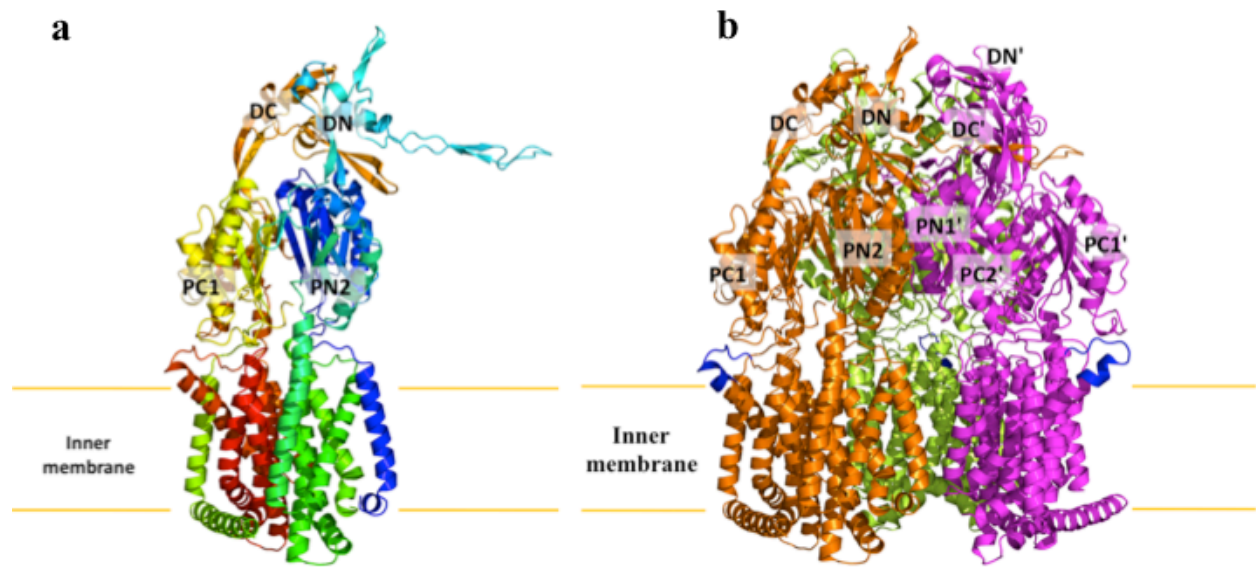 a
DC
DN
PC1
PN2
Inner
membrane
b
DN'
DC
DN
DC'
PN1'
PC1'
PN2
PC1
PC2'
Inner
membrane